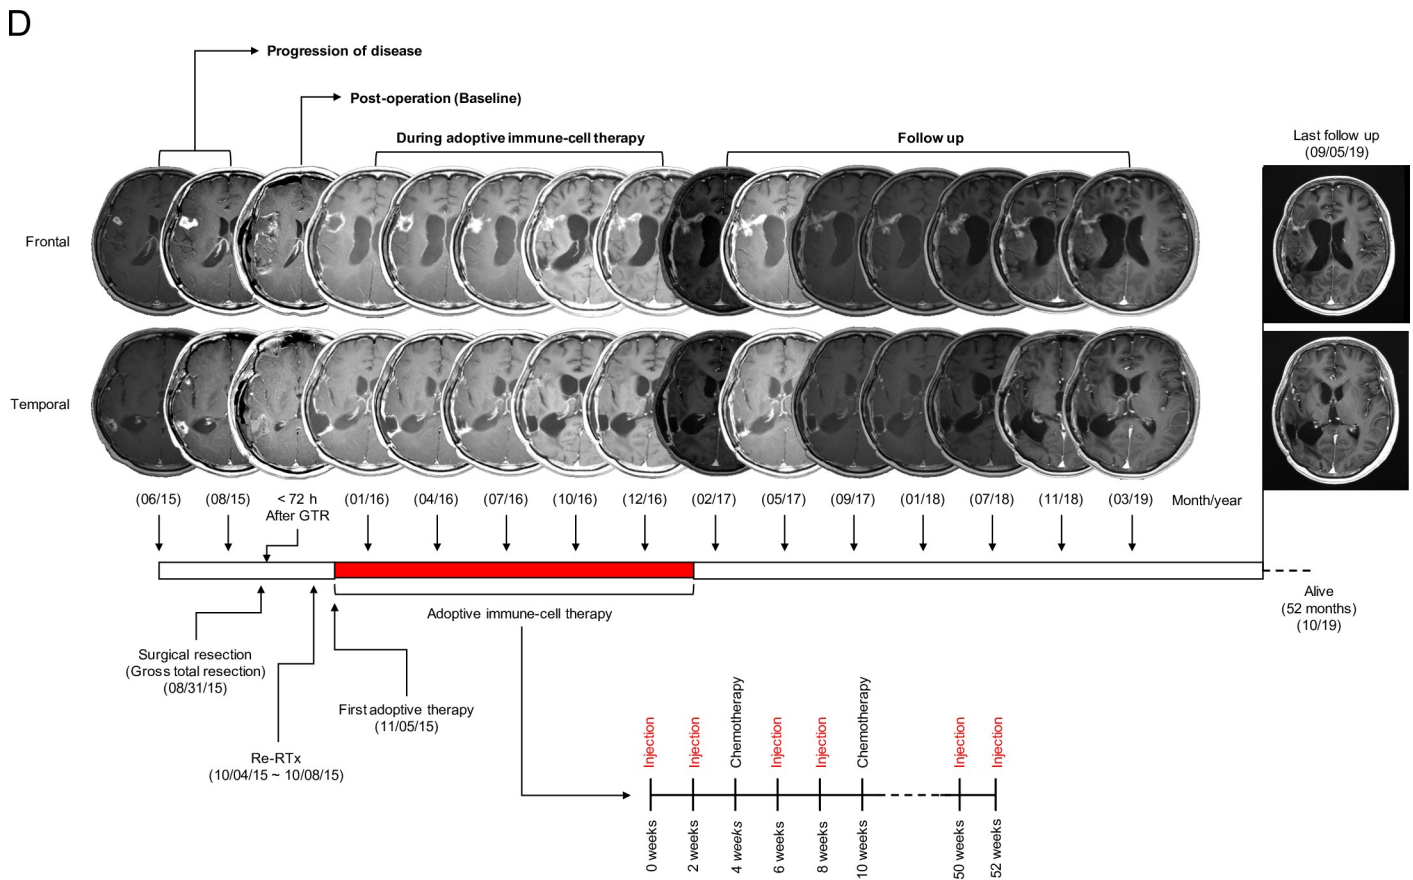 D
Progression of disease
Post-operation (Baseline)
During adoptive immune-cell therapy
Follow up
Last follow up
(09/05/19)
Frontal
Temporal
(06/15)
(08/15)
< 72 h
After GTR
(01/16)
(04/16)
(07/16)
(10/16)
(12/16)
(02/17)
(05/17)
(09/17)
(01/18)
(07/18)
(11/18)
(03/19)
Month/year
Adoptive immune-cell therapy
Alive
(52 months)
(10/19)
Surgical resection
(Gross total resection)
(08/31/15)
First adoptive therapy
(11/05/15)
Re-RTx
(10/04/15 ~ 10/08/15)
Injection
Injection
Chemotherapy
Injection
Injection
Chemotherapy
Injection
Injection
0 weeks
2 weeks
4 weeks
6 weeks
8 weeks
10 weeks
50 weeks
52 weeks